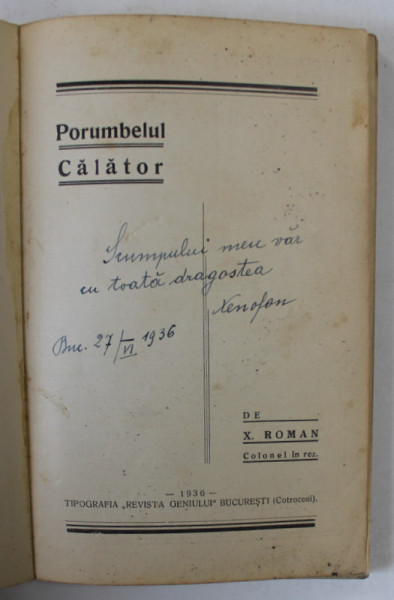 Porumbelul
Călător
Scumpului meu văr
cu toată dragostea
Xenofon
Buc. 27/VI 1936
DE
X. ROMAN
Colonel în rez.
— 1936 —
TIPOGRAFIA „REVISTA GENIULUI" BUCUREȘTI (Cotroceni).